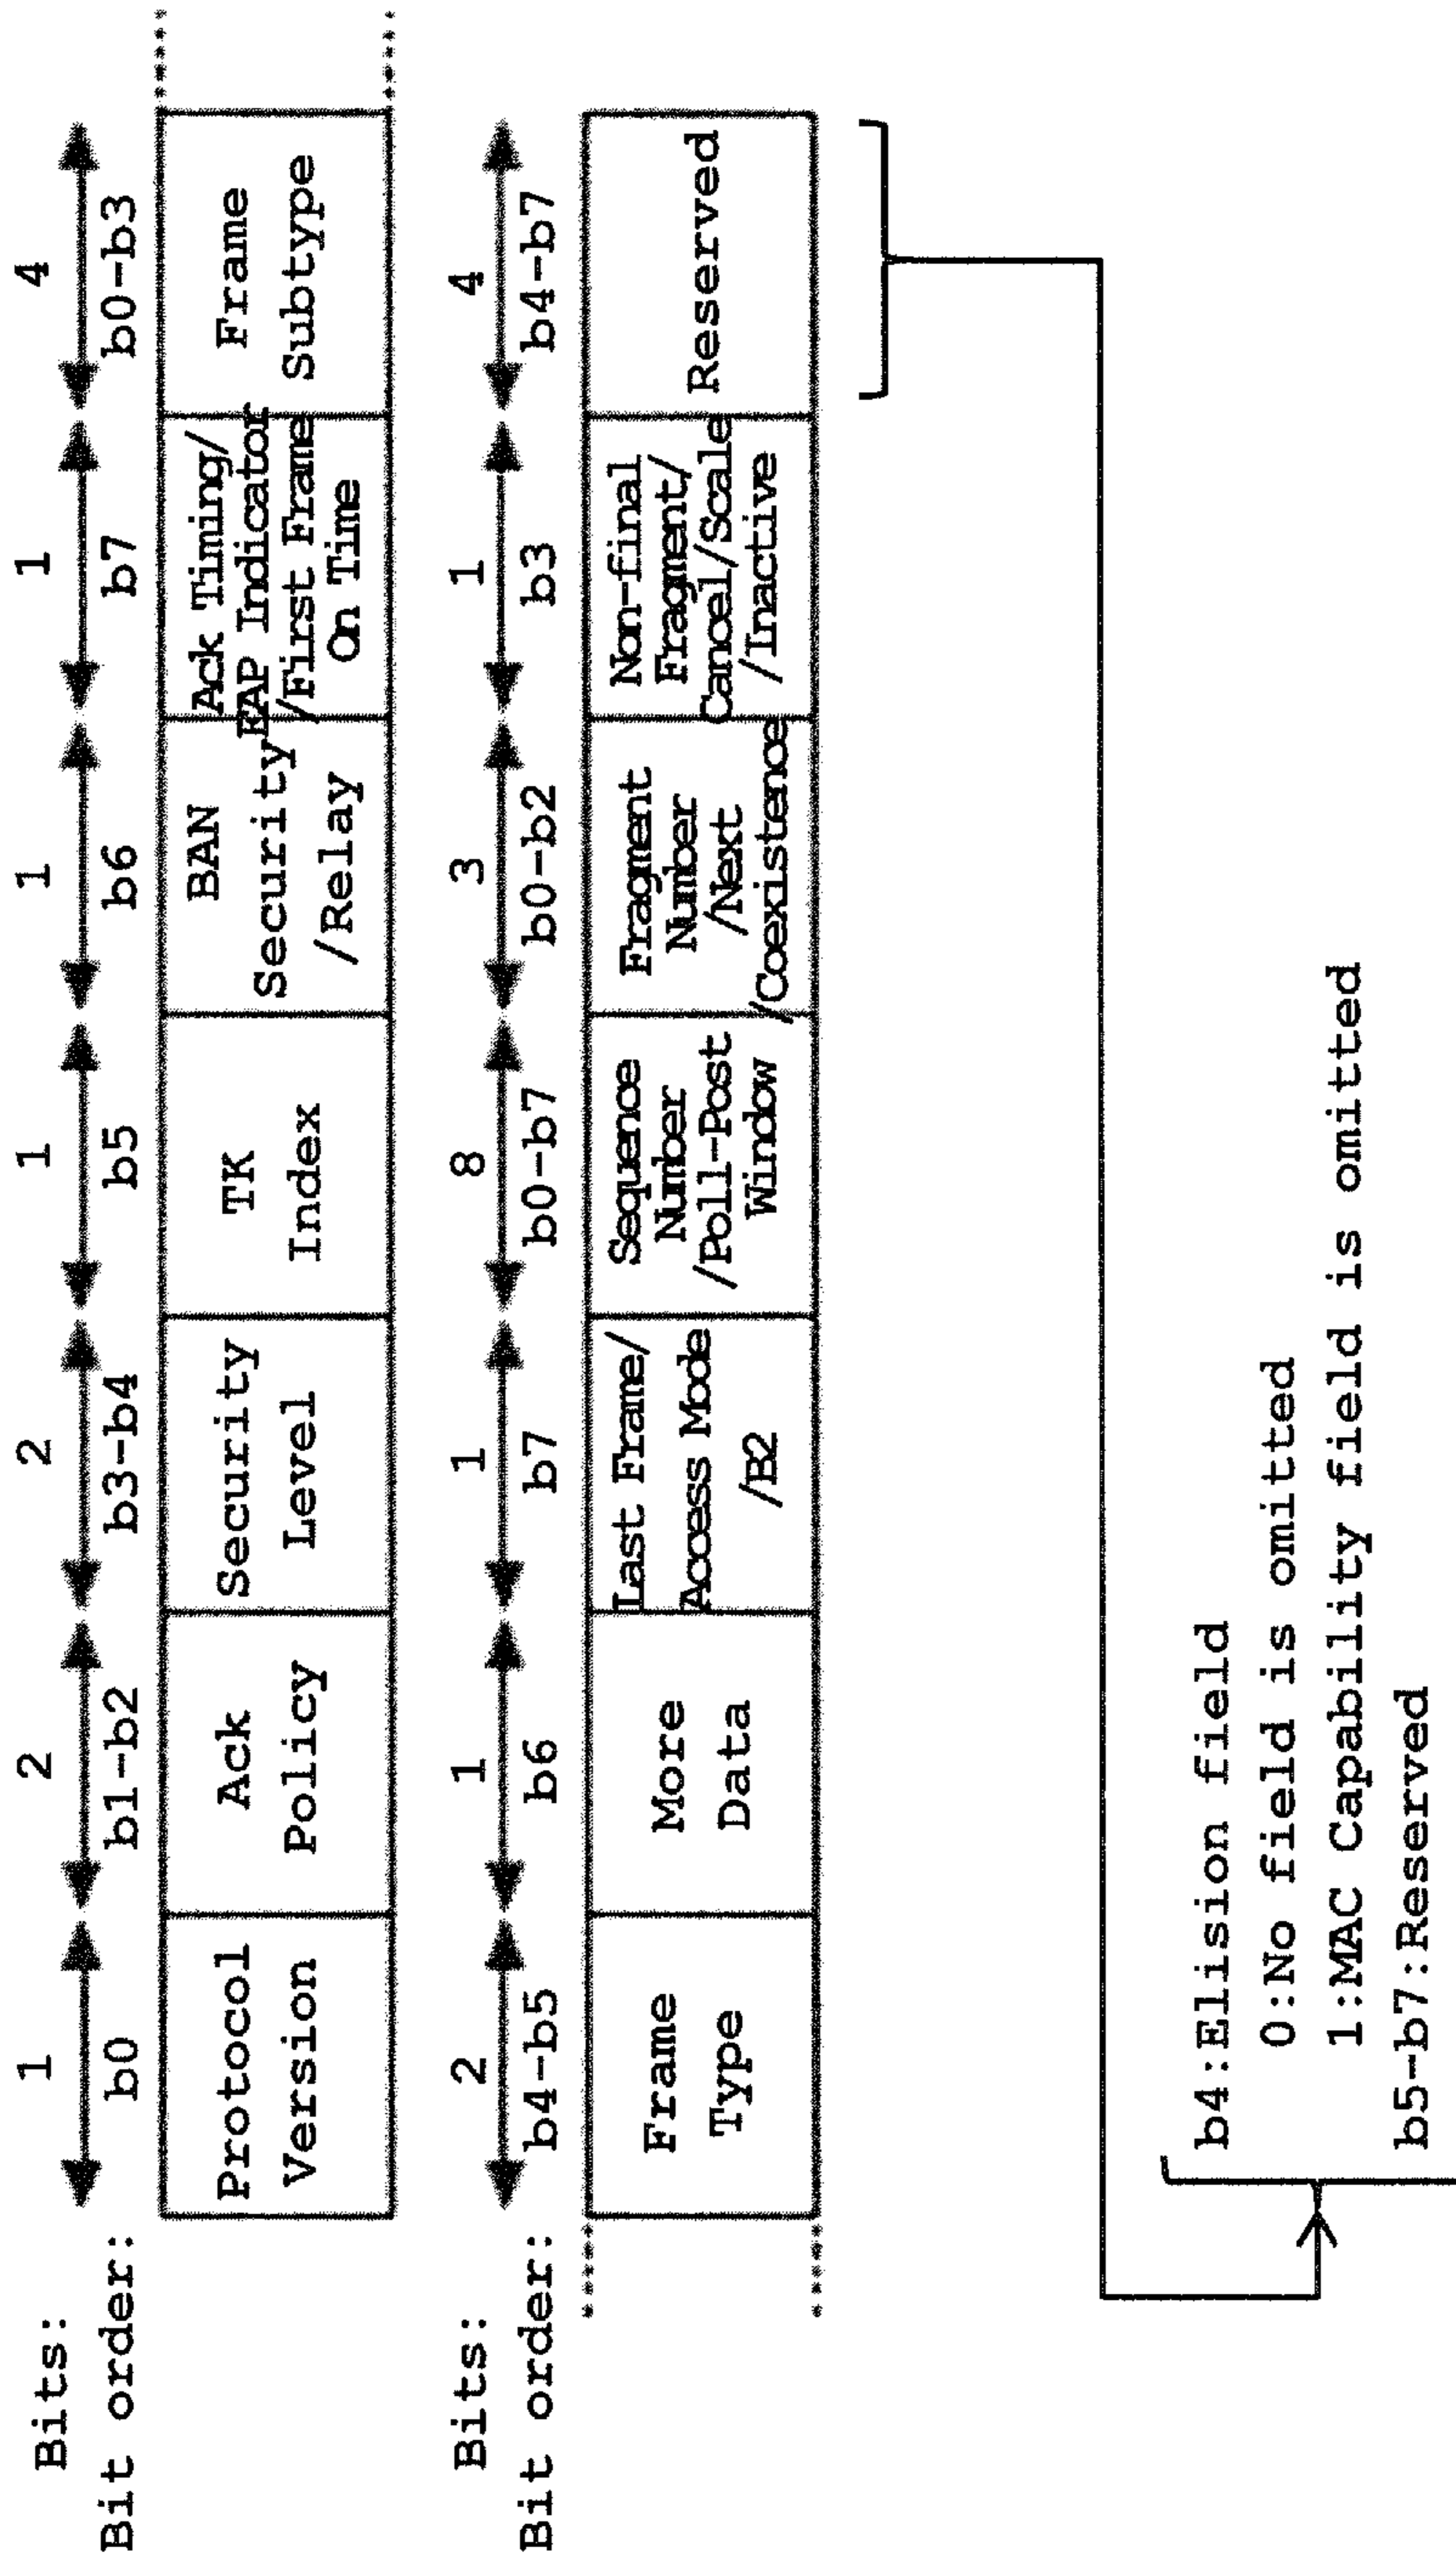 Bits: 1 2 2 1 1 1 4
Bit order: b0 b1-b2 b3-b4 b5 b6 b7 b0-b3
Protocol
Version
Ack
Policy
Security
Level
TK
Index
BAN
Security
/Relay
Ack Timing/
EAP Indicator
/First Frame
On Time
Frame
Subtype
Bits: 2 1 1 8 3 1 4
Bit order: b4-b5 b6 b7 b0-b7 b0-b2 b3 b4-b7
Frame
Type
More
Data
Last Frame/
Access Mode
/B2
Sequence
Number
/Poll-Post
Window
Fragment
Number
/Next
/Coexistence
Non-final
Fragment/
Cancel/Scale
/Inactive
Reserved
b4:Elision field
0:No field is omitted
1:MAC Capability field is omitted
b5-b7:Reserved